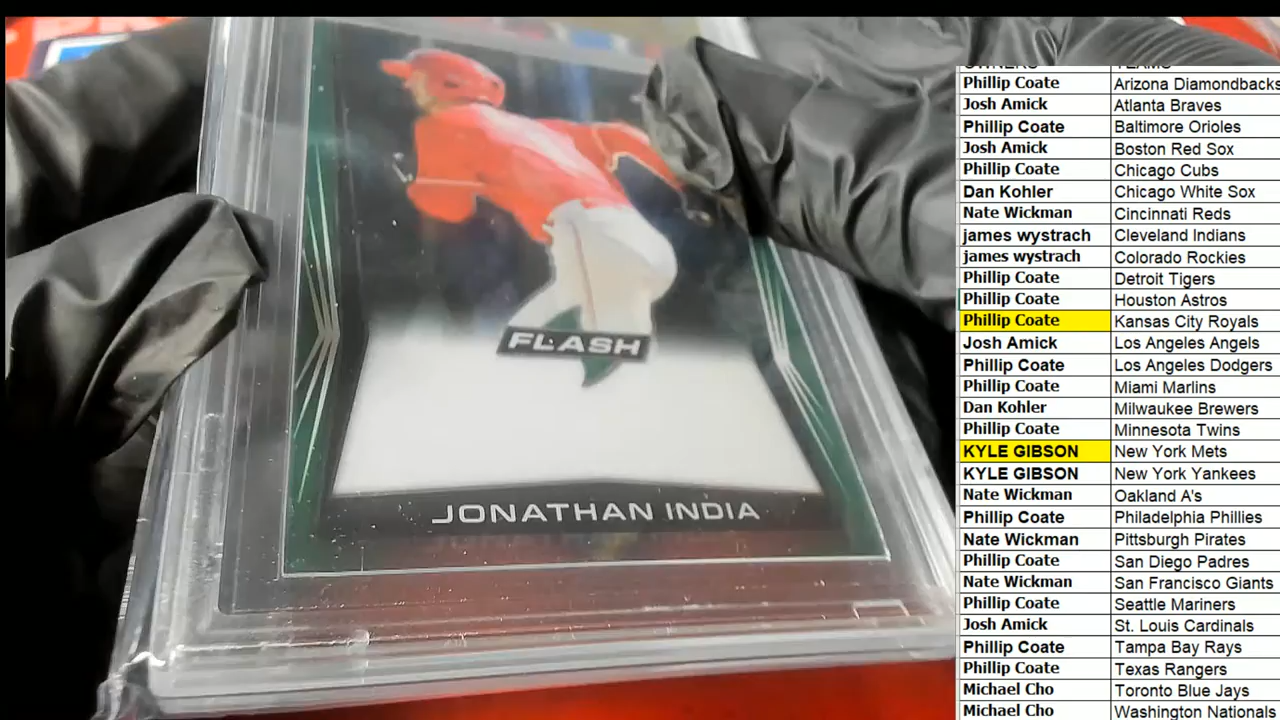 FLASH
JONATHAN INDIA
Phillip Coate Arizona Diamondbacks
Josh Amick Atlanta Braves
Phillip Coate Baltimore Orioles
Josh Amick Boston Red Sox
Phillip Coate Chicago Cubs
Dan Kohler Chicago White Sox
Nate Wickman Cincinnati Reds
james wystrach Cleveland Indians
james wystrach Colorado Rockies
Phillip Coate Detroit Tigers
Phillip Coate Houston Astros
Phillip Coate Kansas City Royals
Josh Amick Los Angeles Angels
Phillip Coate Los Angeles Dodgers
Phillip Coate Miami Marlins
Dan Kohler Milwaukee Brewers
Phillip Coate Minnesota Twins
KYLE GIBSON New York Mets
KYLE GIBSON New York Yankees
Nate Wickman Oakland A's
Phillip Coate Philadelphia Phillies
Nate Wickman Pittsburgh Pirates
Phillip Coate San Diego Padres
Nate Wickman San Francisco Giants
Phillip Coate Seattle Mariners
Josh Amick St. Louis Cardinals
Phillip Coate Tampa Bay Rays
Phillip Coate Texas Rangers
Michael Cho Toronto Blue Jays
Michael Cho Washington Nationals